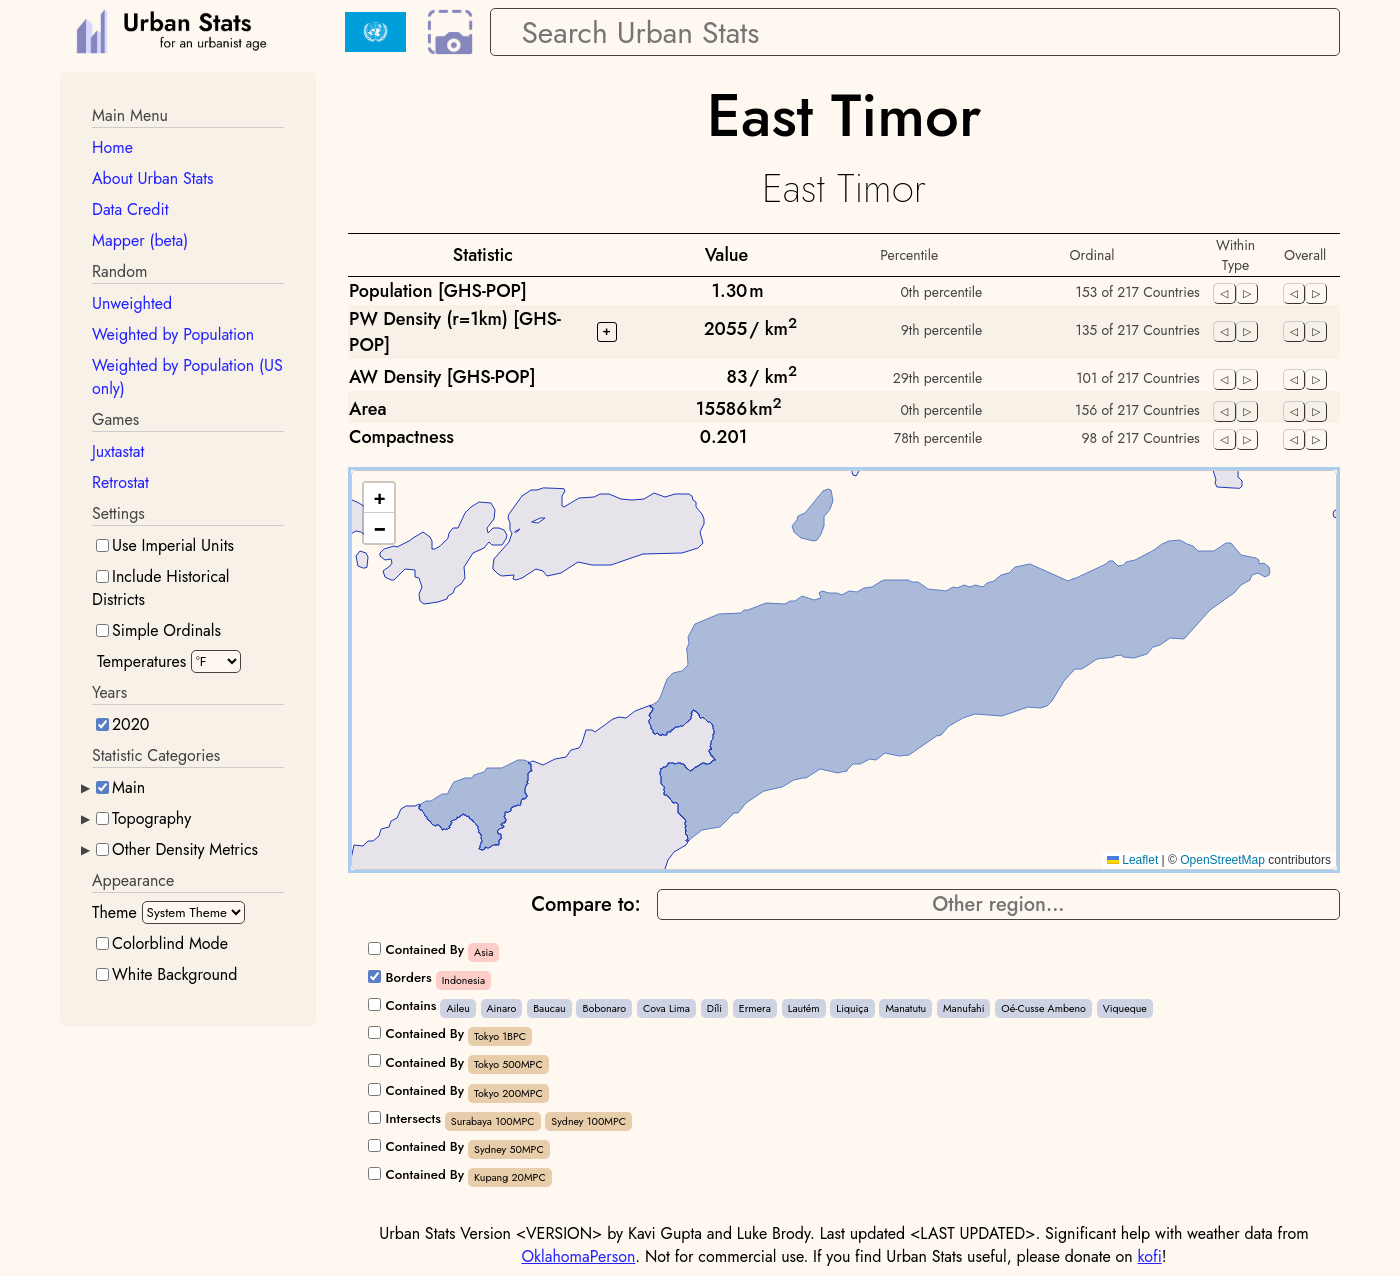 Urban Stats
for an urbanist age
Search Urban Stats
Main Menu
Home
About Urban Stats
Data Credit
Mapper (beta)
Random
Unweighted
Weighted by Population
Weighted by Population (US
only)
Games
Juxtastat
Retrostat
Settings
Use Imperial Units
Include Historical
Districts
Simple Ordinals
Temperatures °F
Years
2020
Statistic Categories
Main
Topography
Other Density Metrics
Appearance
Theme System Theme
Colorblind Mode
White Background
East Timor
East Timor
Statistic Value Percentile Ordinal Within Type Overall
Population [GHS-POP] 1.30 m 0th percentile 153 of 217 Countries
PW Density (r=1km) [GHS-
POP] + 2055 / km² 9th percentile 135 of 217 Countries
AW Density [GHS-POP] 83 / km² 29th percentile 101 of 217 Countries
Area 15586 km² 0th percentile 156 of 217 Countries
Compactness 0.201 78th percentile 98 of 217 Countries
+
−
Leaflet | © OpenStreetMap contributors
Compare to: Other region...
Contained By Asia
Borders Indonesia
Contains Aileu Ainaro Baucau Bobonaro Cova Lima Díli Ermera Lautém Liquiça Manatutu Manufahi Oé-Cusse Ambeno Viqueque
Contained By Tokyo 1BPC
Contained By Tokyo 500MPC
Contained By Tokyo 200MPC
Intersects Surabaya 100MPC Sydney 100MPC
Contained By Sydney 50MPC
Contained By Kupang 20MPC
Urban Stats Version <VERSION> by Kavi Gupta and Luke Brody. Last updated <LAST UPDATED>. Significant help with weather data from
OklahomaPerson. Not for commercial use. If you find Urban Stats useful, please donate on kofi!